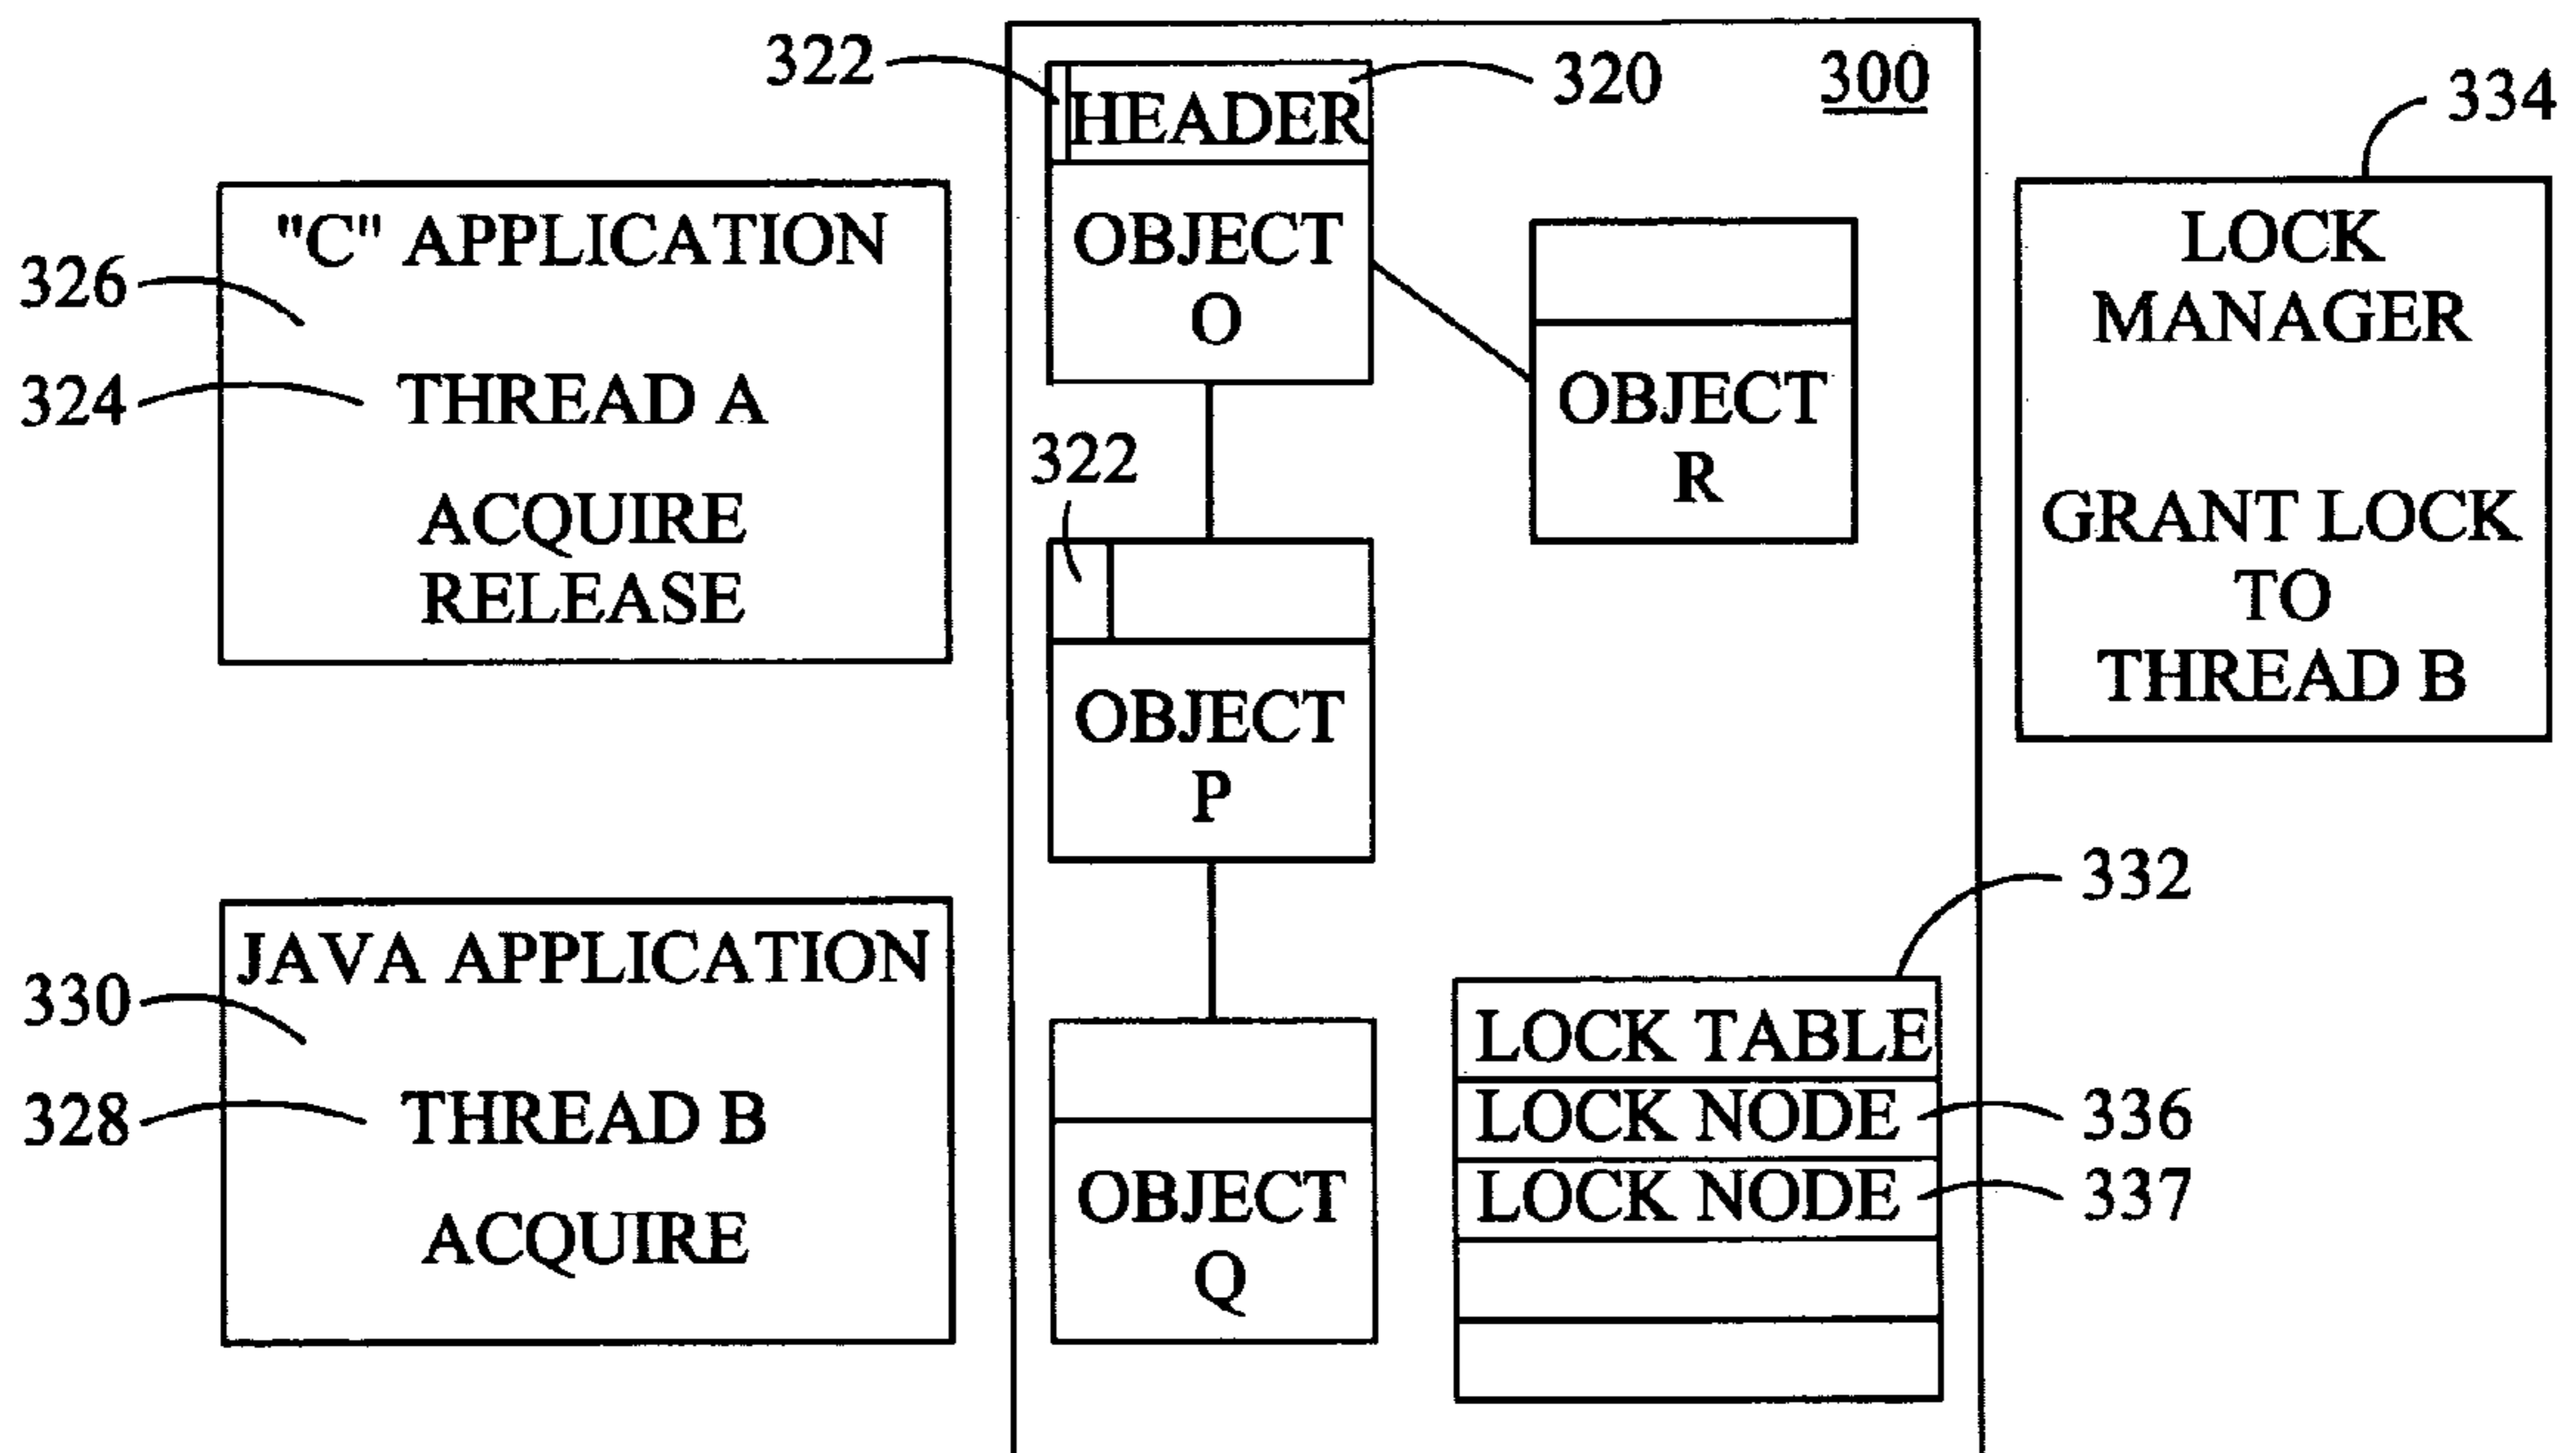 322
HEADER
320
300
334
"C" APPLICATION
326
324
THREAD A
ACQUIRE
RELEASE
OBJECT
O
OBJECT
R
LOCK
MANAGER
GRANT LOCK
TO
THREAD B
322
OBJECT
P
JAVA APPLICATION
330
328
THREAD B
ACQUIRE
OBJECT
Q
332
LOCK TABLE
LOCK NODE
336
LOCK NODE
337